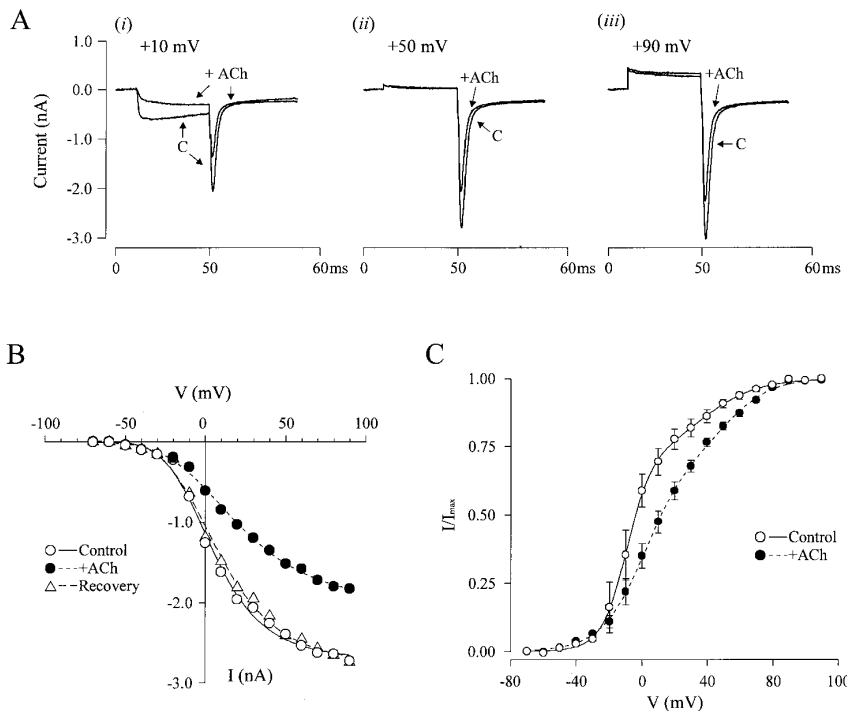 A
(i)
(ii)
(iii)
+10 mV
+50 mV
+90 mV
1.0
0.0
-1.0
-2.0
-3.0
Current (nA)
+ ACh
C
+ACh
C
+ACh
C
0
50
60ms
0
50
60ms
0
50
60ms
B
V (mV)
-100
-50
0
50
100
-1.0
-2.0
-3.0
I (nA)
Control
+ACh
Recovery
C
1.00
0.75
0.50
0.25
0.00
I/Imax
Control
+ACh
-80
-40
0
40
80
100
V (mV)